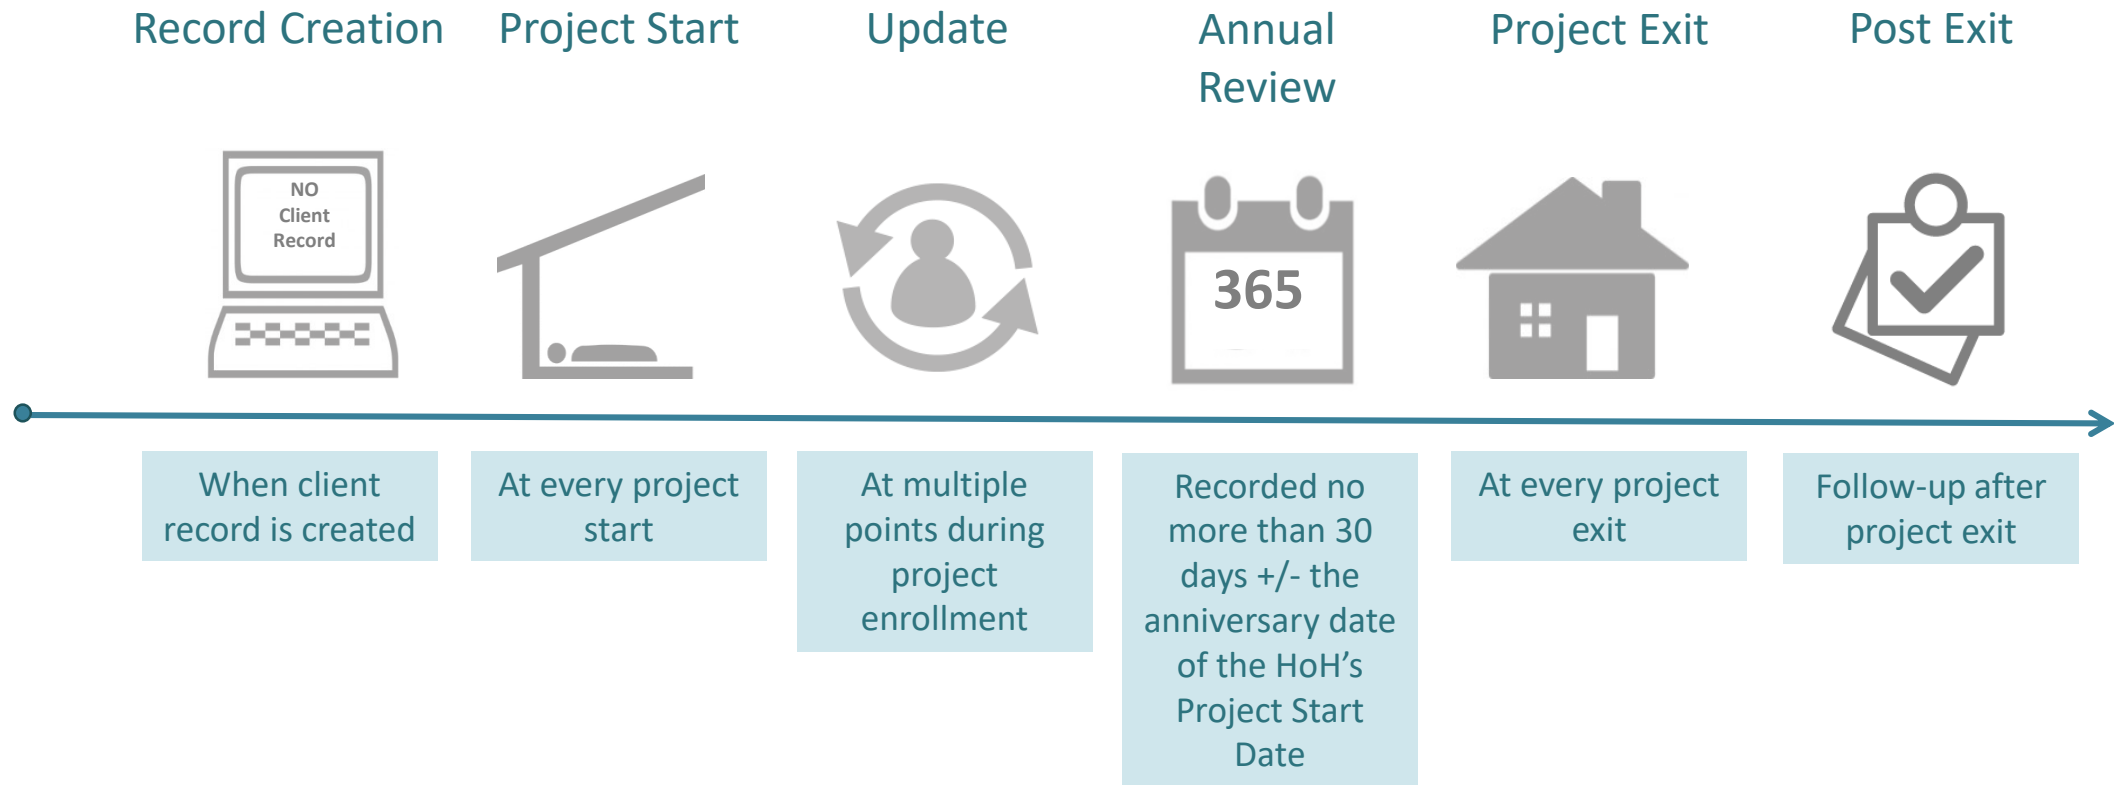 Record Creation
Project Start
Update
Annual
Review
Project Exit
Post Exit
NO
Client
Record
365
When client
record is created
At every project
start
At multiple
points during
project
enrollment
Recorded no
more than 30
days +/- the
anniversary date
of the HoH’s
Project Start
Date
At every project
exit
Follow-up after
project exit